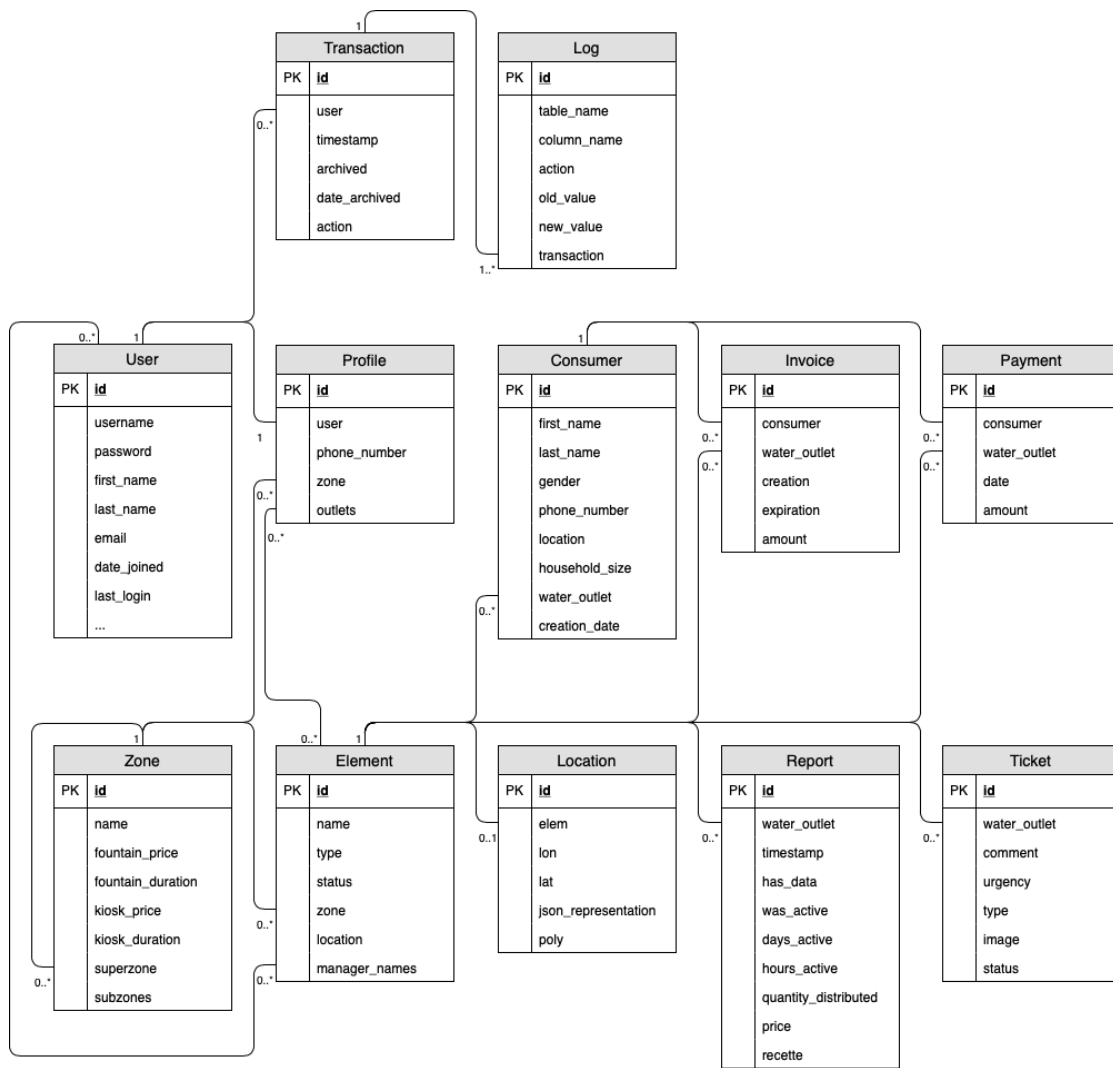 1
Transaction
PK id
user
timestamp
archived
date_archived
action
0..*
Log
PK id
table_name
column_name
action
old_value
new_value
transaction
1..*
0..*
1
User
PK id
username
password
first_name
last_name
email
date_joined
last_login
...
Profile
PK id
user
phone_number
zone
outlets
1
0..*
0..*
1
Consumer
PK id
first_name
last_name
gender
phone_number
location
household_size
water_outlet
creation_date
0..*
Invoice
PK id
consumer
water_outlet
creation
expiration
amount
0..*
0..*
Payment
PK id
consumer
water_outlet
date
amount
0..*
0..*
1
Zone
PK id
name
fountain_price
fountain_duration
kiosk_price
kiosk_duration
superzone
subzones
0..*
0..*
1
Element
PK id
name
type
status
zone
location
manager_names
0..*
0..*
Location
PK id
elem
lon
lat
json_representation
poly
0..1
Report
PK id
water_outlet
timestamp
has_data
was_active
days_active
hours_active
quantity_distributed
price
recette
0..*
Ticket
PK id
water_outlet
comment
urgency
type
image
status
0..*